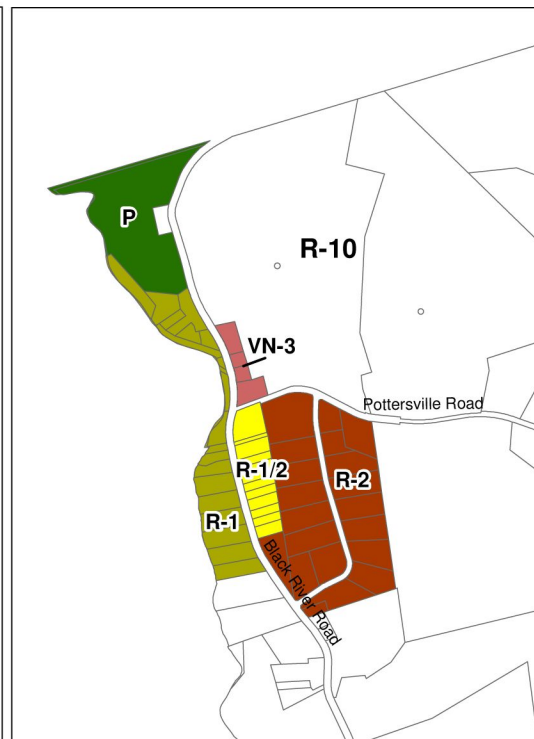 P
R-10
VN-3
Pottersville Road
R-1/2
R-2
R-1
Black River Road